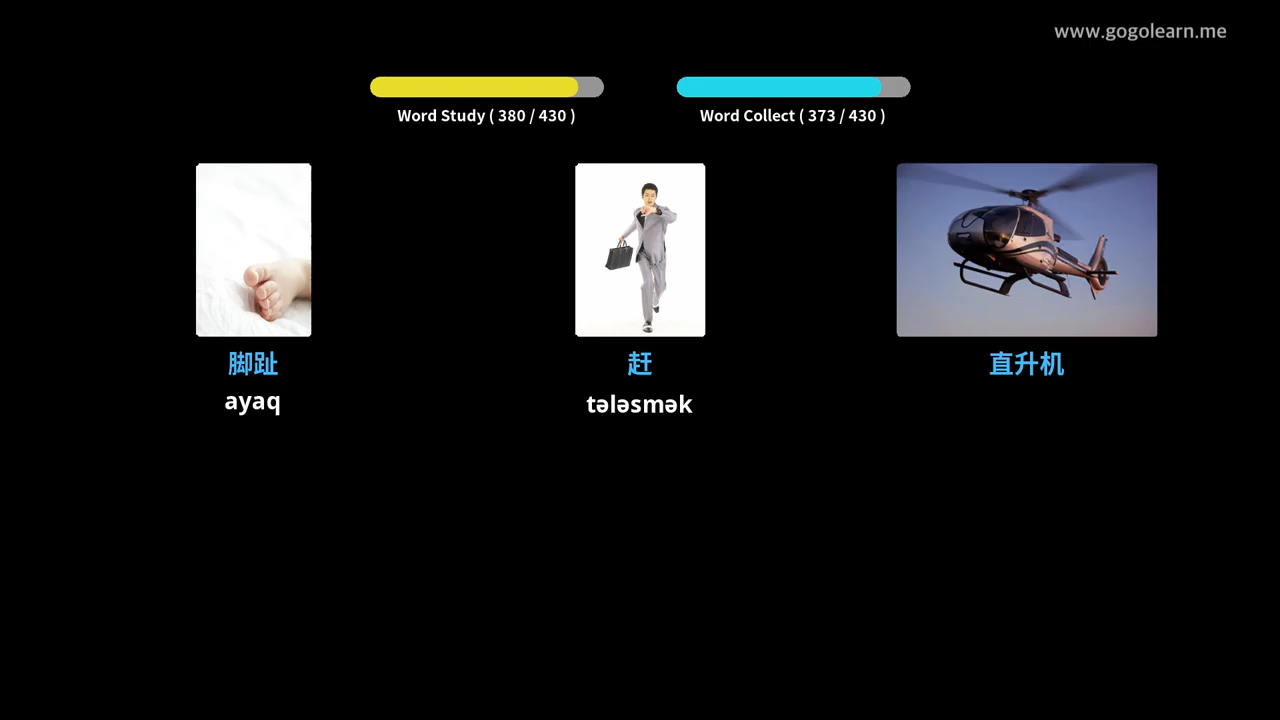 www.gogolearn.me
Word Study ( 380 / 430 )
Word Collect ( 373 / 430 )
脚趾
赶
直升机
ayaq
tələsmək